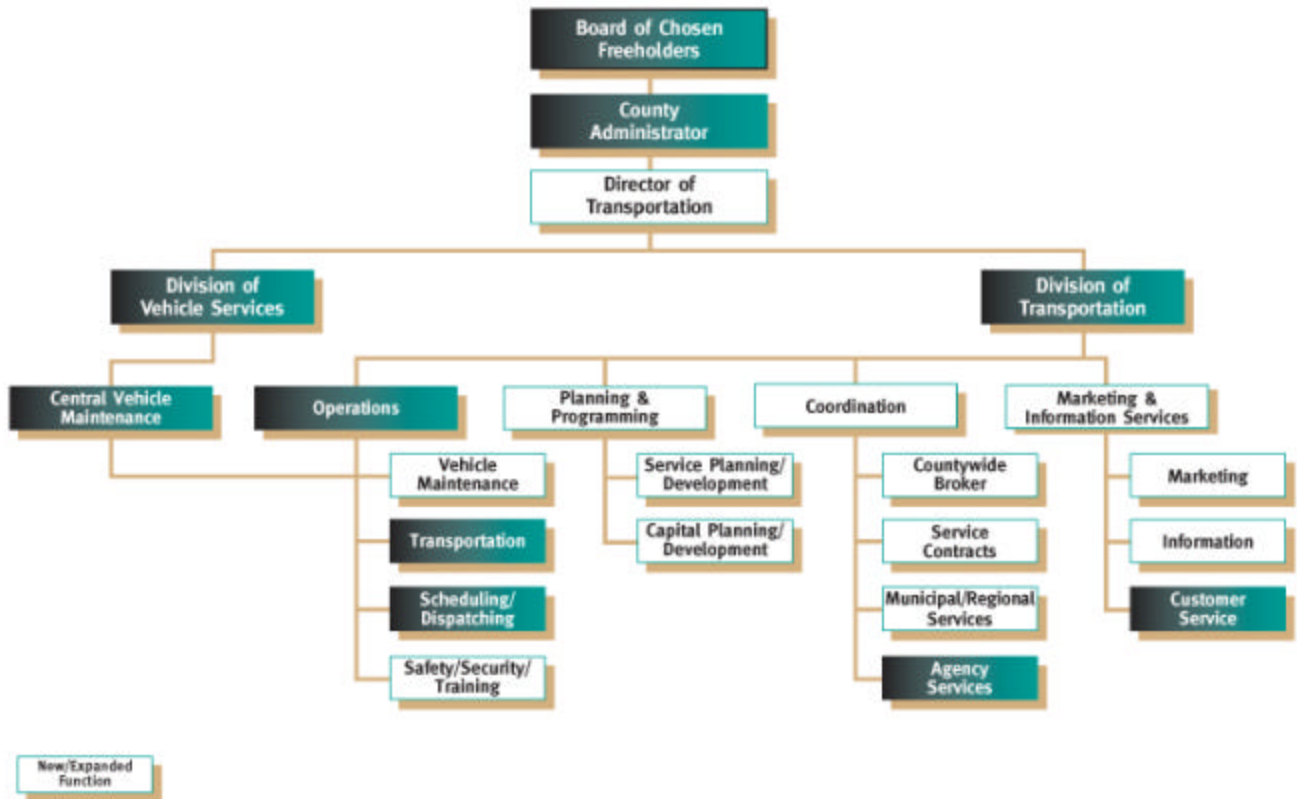 Board of Chosen
Freeholders
County
Administrator
Director of
Transportation
Division of
Vehicle Services
Division of
Transportation
Central Vehicle
Maintenance
Operations
Planning &
Programming
Coordination
Marketing &
Information Services
Vehicle
Maintenance
Transportation
Scheduling/
Dispatching
Safety/Security/
Training
Service Planning/
Development
Capital Planning/
Development
Countywide
Broker
Service
Contracts
Municipal/Regional
Services
Agency
Services
Marketing
Information
Customer
Service
New/Expanded
Function